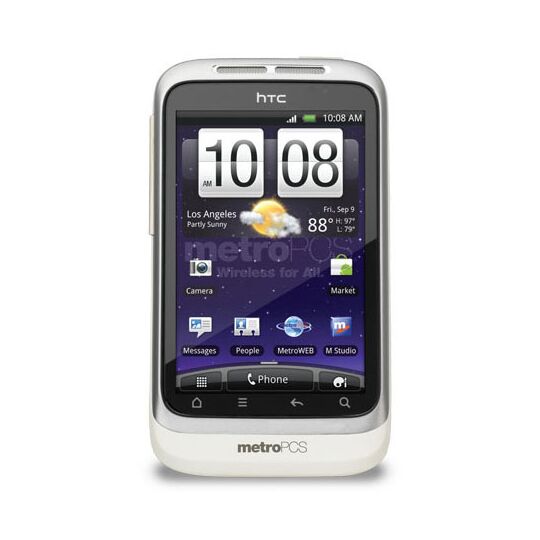 hTC
10:08 AM
10 08
AM
Los Angeles
Partly Sunny
Fri., Sep 9
88° H: 97°
L: 79°
metroPCS
Wireless for All.
Camera
Market
Messages
People
MetroWEB
M Studio
Phone
metroPCS